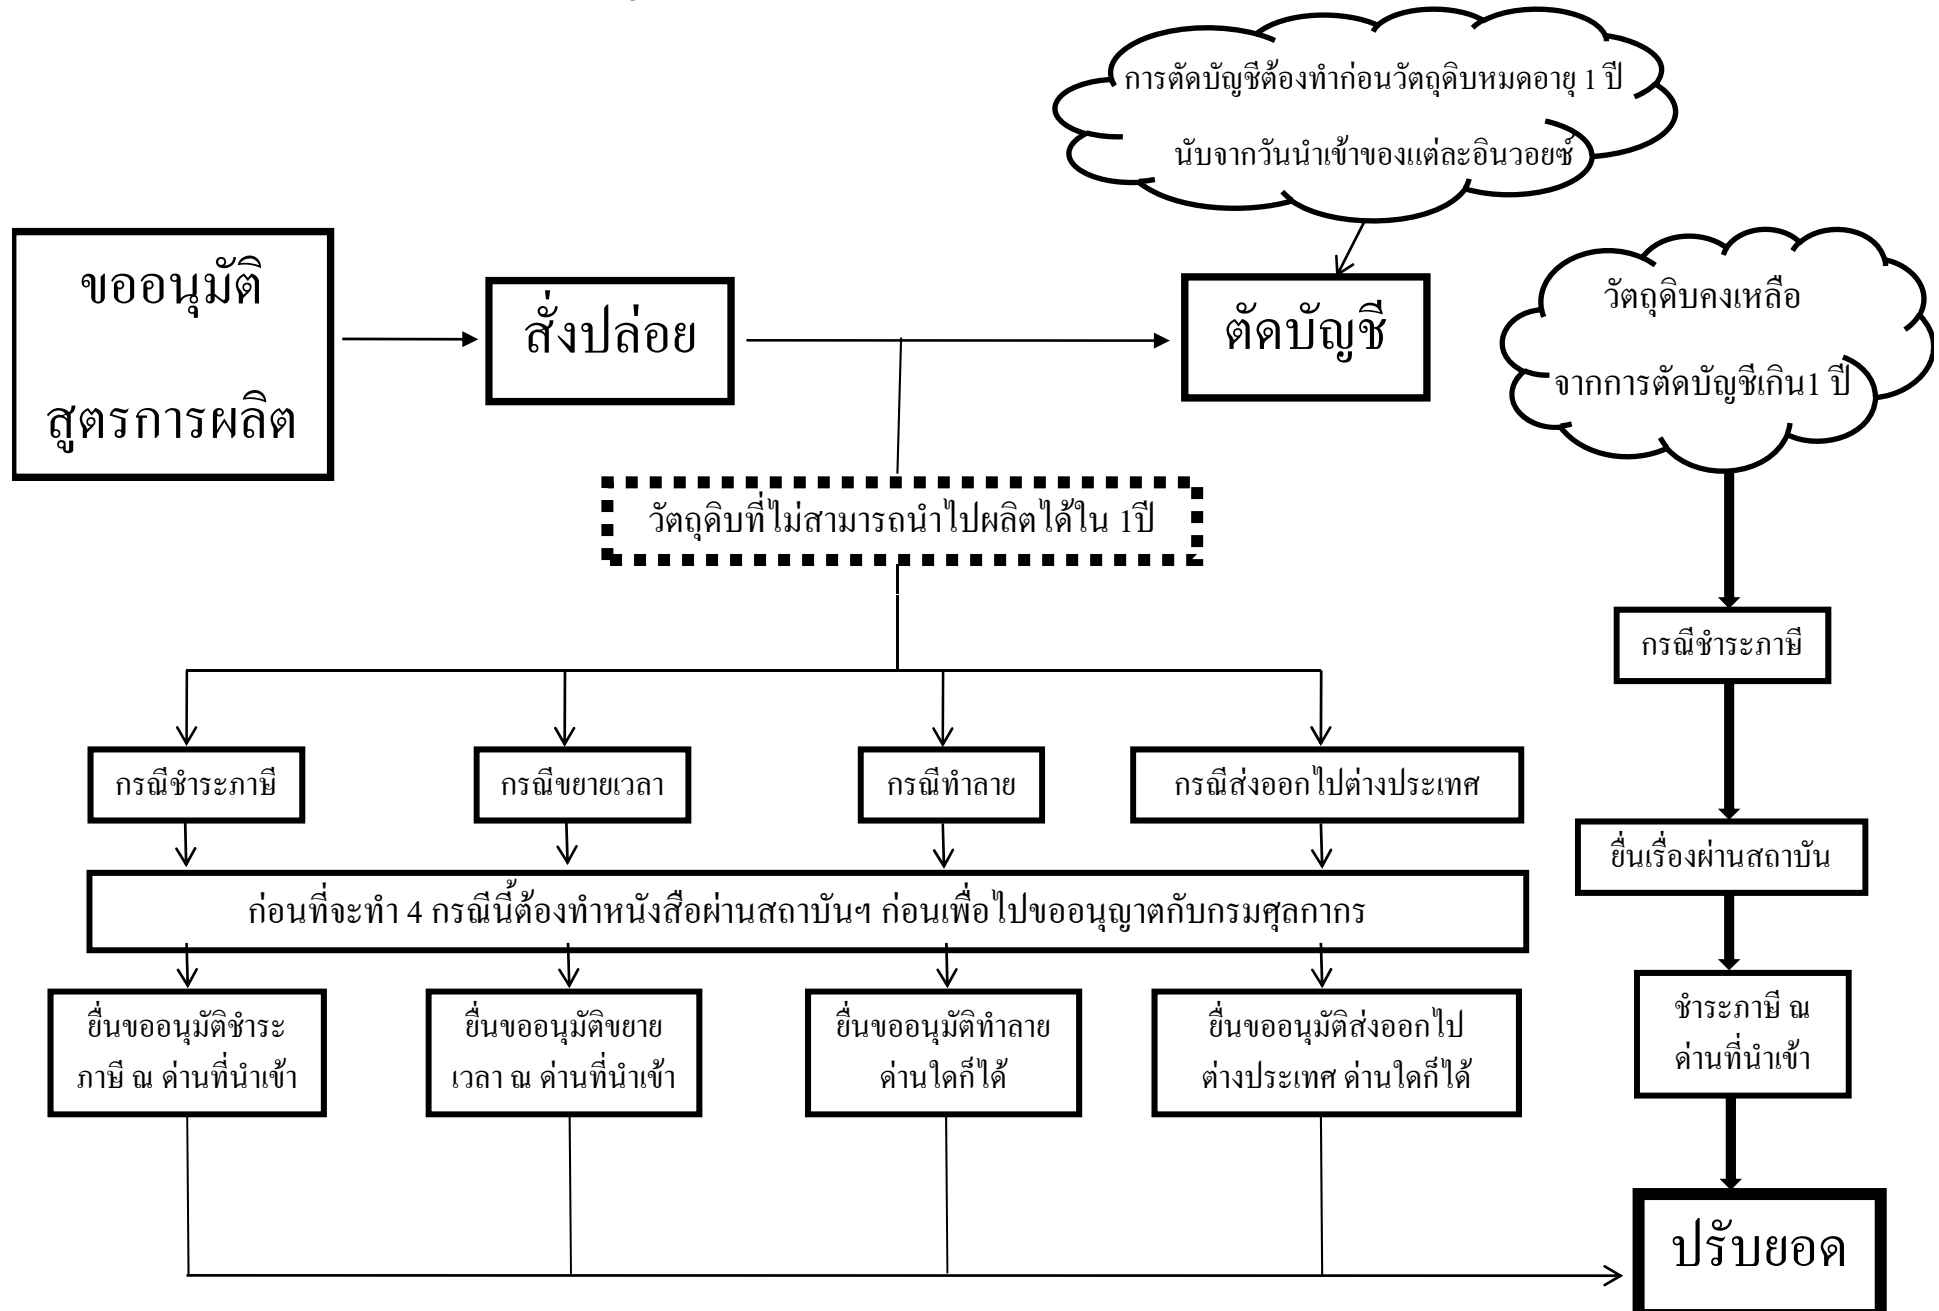 การตัดบัญชีต้องทำก่อนวัตถุดิบหมดอายุ 1 ปี
นับจากวันนำเข้าของแต่ละอินวอยซ์
ขออนุมัติ
สูตรการผลิต
สั่งปล่อย
ตัดบัญชี
วัตถุดิบคงเหลือ
จากการตัดบัญชีเกิน1 ปี
วัตถุดิบที่ไม่สามารถนำไปผลิตได้ใน 1ปี
กรณีชำระภาษี
กรณีชำระภาษี
กรณีขยายเวลา
กรณีทำลาย
กรณีส่งออกไปต่างประเทศ
ยื่นเรื่องผ่านสถาบัน
ก่อนที่จะทำ 4 กรณีนี้ต้องทำหนังสือผ่านสถาบันฯ ก่อนเพื่อไปขออนุญาตกับกรมศุลกากร
ยื่นขออนุมัติชำระ
ภาษี ณ ด่านที่นำเข้า
ยื่นขออนุมัติขยาย
เวลา ณ ด่านที่นำเข้า
ยื่นขออนุมัติทำลาย
ด่านใดก็ได้
ยื่นขออนุมัติส่งออกไป
ต่างประเทศ ด่านใดก็ได้
ชำระภาษี ณ
ด่านที่นำเข้า
ปรับยอด